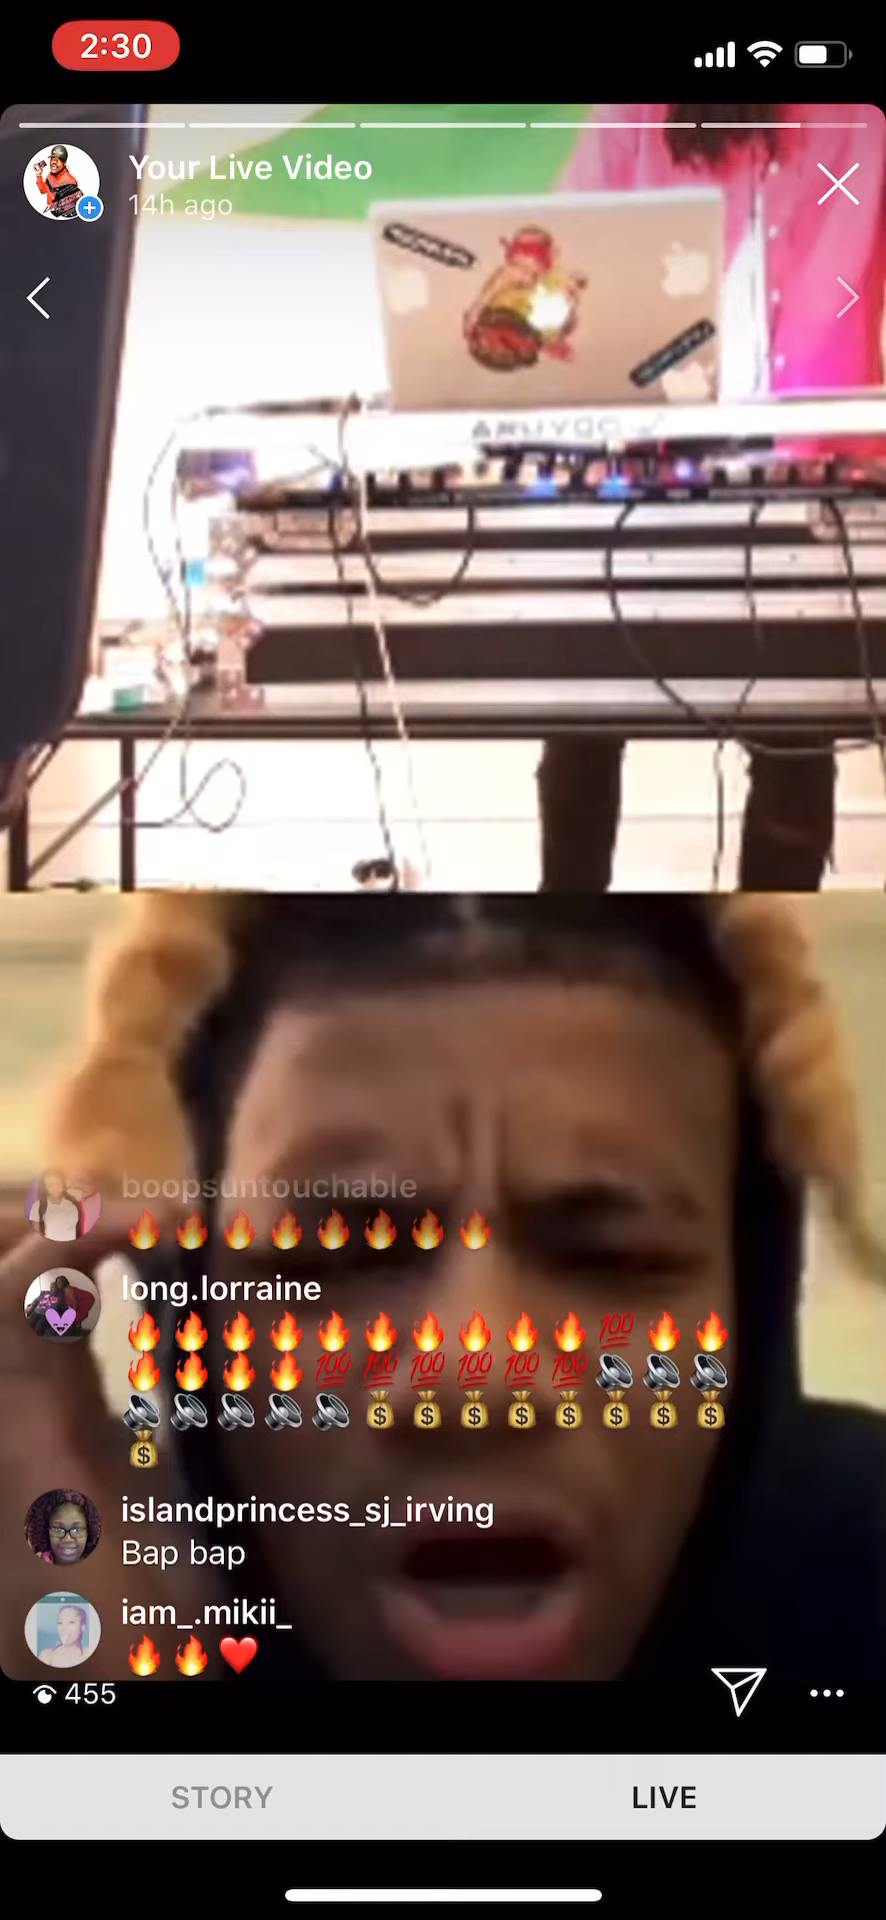 2:30
Your Live Video
14h ago
boopsuntouchable
🔥🔥🔥🔥🔥🔥🔥🔥
long.lorraine
🔥🔥🔥🔥🔥🔥🔥🔥🔥🔥💯🔥🔥
🔥🔥🔥🔥💯💯💯💯💯💯🔊🔊🔊
🔊🔊🔊🔊🔊💰💰💰💰💰💰💰💰
💰
islandprincess_sj_irving
Bap bap
iam_.mikii_
🔥🔥❤️
455
STORY
LIVE